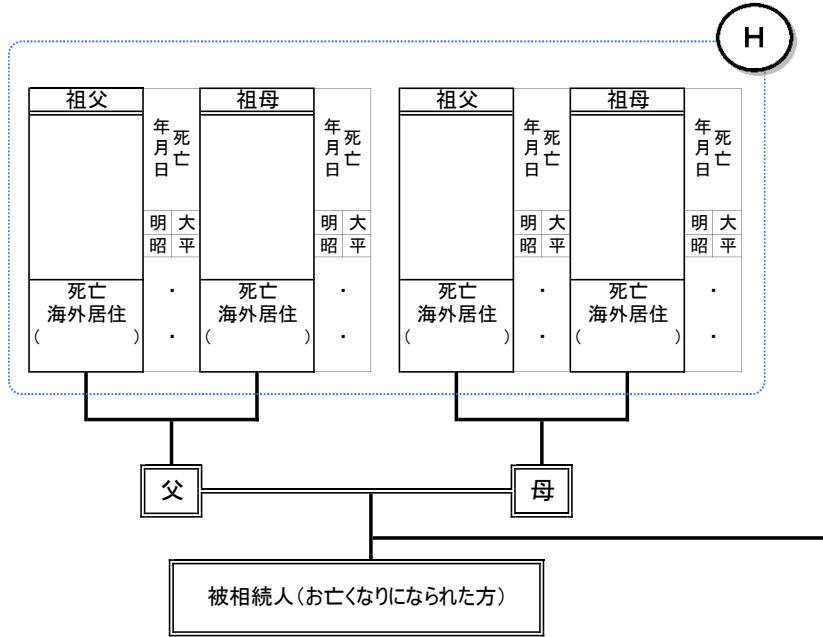 H
祖父
年月日
死亡
明 大
昭 平
・
・
死亡
海外居住
(          )
祖母
年月日
死亡
明 大
昭 平
・
・
死亡
海外居住
(          )
祖父
年月日
死亡
明 大
昭 平
・
・
死亡
海外居住
(          )
祖母
年月日
死亡
明 大
昭 平
・
・
死亡
海外居住
(          )
父
母
被相続人(お亡くなりになられた方)